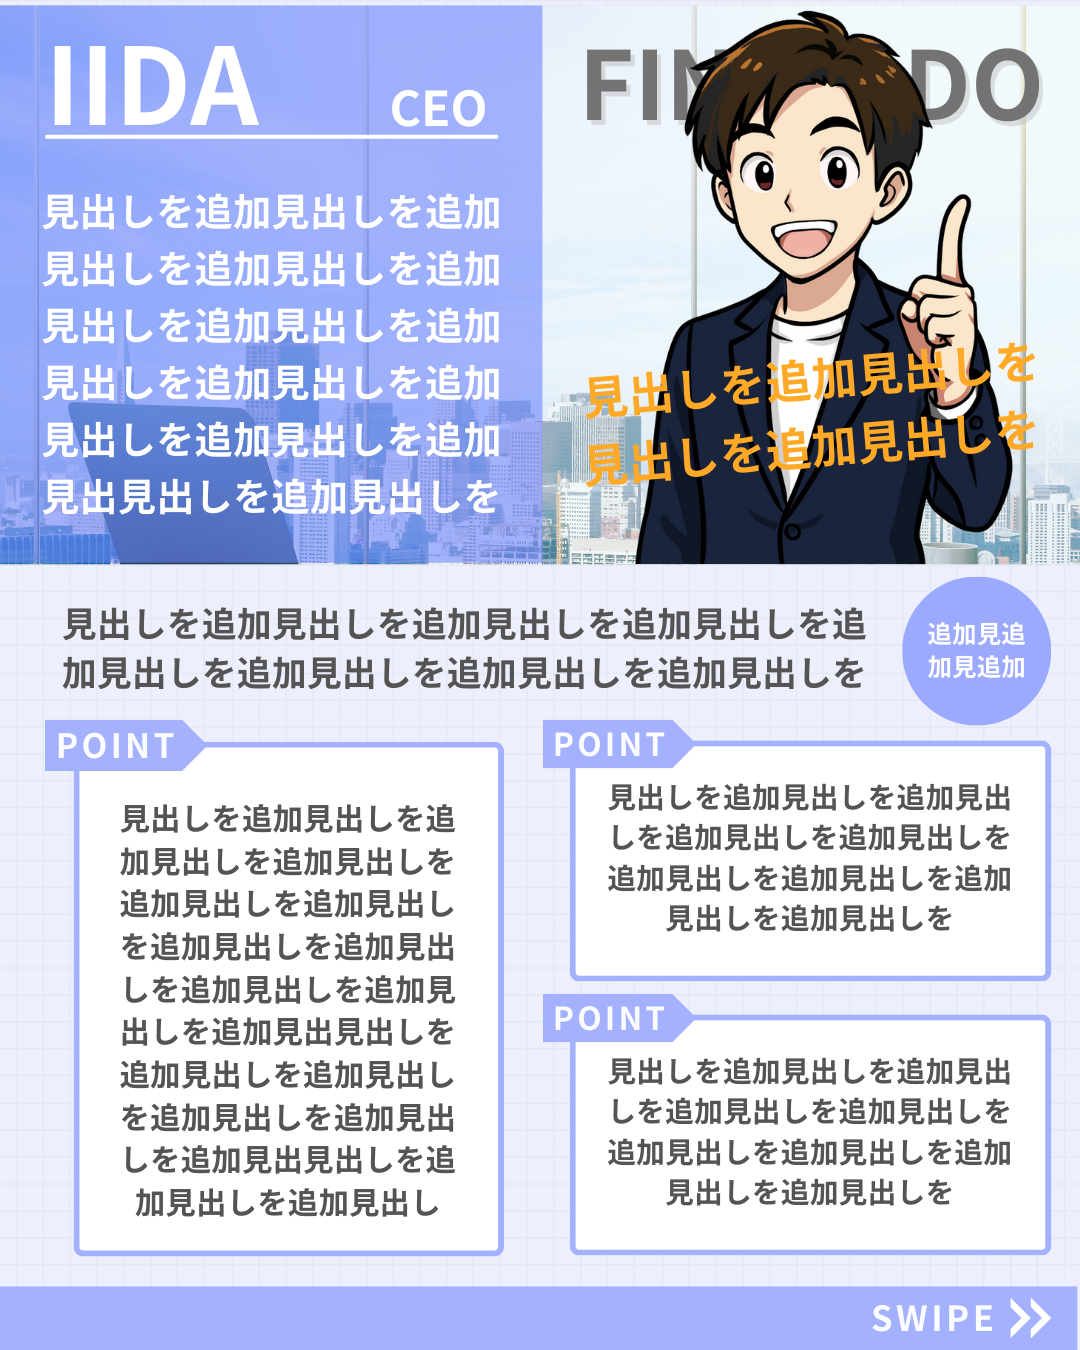 IIDA
CEO
見出しを追加見出しを追加
見出しを追加見出しを追加
見出しを追加見出しを追加
見出しを追加見出しを追加
見出しを追加見出しを追加
見出見出しを追加見出しを
見出しを追加見出しを
見出しを追加見出しを
見出しを追加見出しを追加見出しを追加見出しを追
加見出しを追加見出しを追加見出しを追加見出しを
追加見追
加見追加
POINT
見出しを追加見出しを追
加見出しを追加見出しを
追加見出しを追加見出し
を追加見出しを追加見出
しを追加見出しを追加見
出しを追加見出見出しを
追加見出しを追加見出し
を追加見出しを追加見出
しを追加見出見出しを追
加見出しを追加見出し
POINT
見出しを追加見出しを追加見出
しを追加見出しを追加見出しを
追加見出しを追加見出しを追加
見出しを追加見出しを
POINT
見出しを追加見出しを追加見出
しを追加見出しを追加見出しを
追加見出しを追加見出しを追加
見出しを追加見出しを
SWIPE